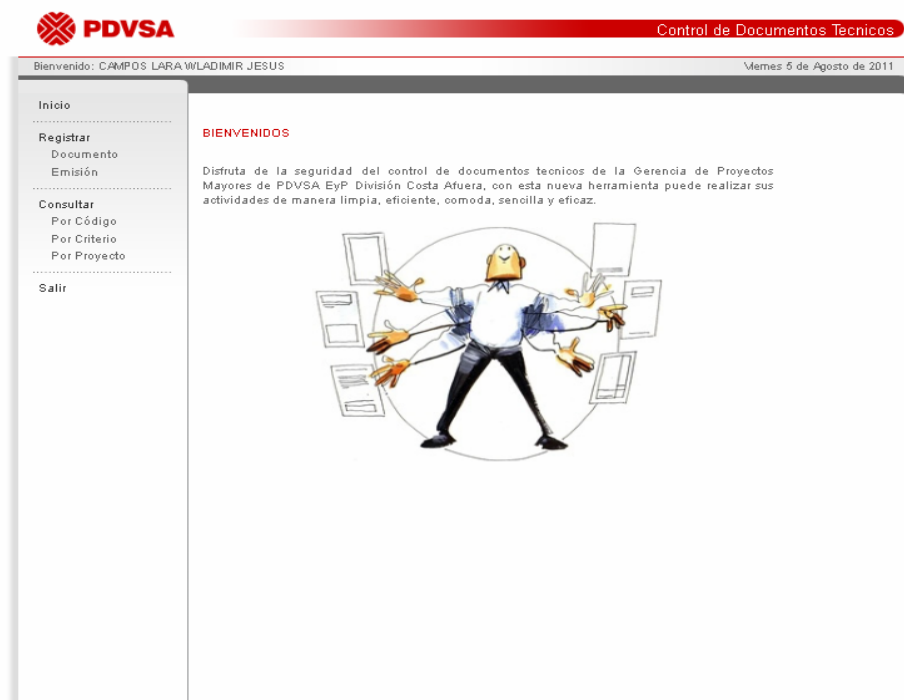 PDVSA
Control de Documentos Tecnicos
Bienvenido: CAMPOS LARA WLADIMIR JESUS
Viernes 5 de Agosto de 2011
Inicio
Registrar
Documento
Emisión
Consultar
Por Código
Por Criterio
Por Proyecto
Salir
BIENVENIDOS
Disfruta de la seguridad del control de documentos tecnicos de la Gerencia de Proyectos
Mayores de PDVSA EyP División Costa Afuera, con esta nueva herramienta puede realizar sus
actividades de manera limpia, eficiente, comoda, sencilla y eficaz.